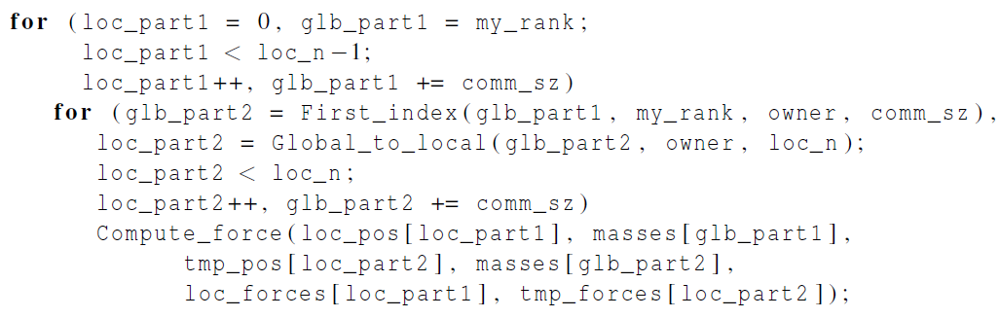 for (loc_part1 = 0, glb_part1 = my_rank;
loc_part1 < loc_n−1;
loc_part1++, glb_part1 += comm_sz)
for (glb_part2 = First_index(glb_part1, my_rank, owner, comm_sz),
loc_part2 = Global_to_local(glb_part2, owner, loc_n);
loc_part2 < loc_n;
loc_part2++, glb_part2 += comm_sz)
Compute_force(loc_pos[loc_part1], masses[glb_part1],
tmp_pos[loc_part2], masses[glb_part2],
loc_forces[loc_part1], tmp_forces[loc_part2]);